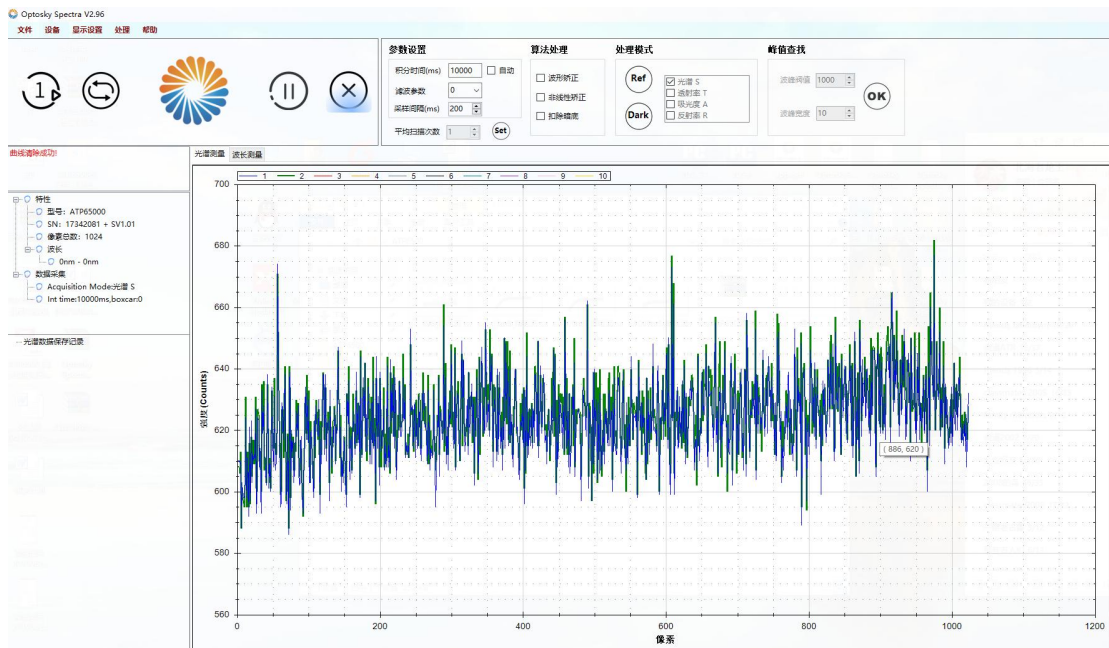 Optosky Spectra V2.96
文件 设备 显示设置 处理 帮助
1
参数设置
积分时间(ms) 10000 自动
滤波参数 0
采样间隔(ms) 200
平均扫描次数 1 Set
算法处理
波形矫正
非线性矫正
扣除暗底
处理模式
Ref
Dark
光谱 S
透射率 T
吸光度 A
反射率 R
峰值查找
波峰阀值 1000
波峰宽度 10
OK
曲线清除成功!
特性
型号: ATP65000
SN: 17342081 + SV1.01
像素总数: 1024
波长
0nm - 0nm
数据采集
Acquisition Mode:光谱 S
Int time:10000ms,boxcar:0
光谱数据保存记录
光谱测量 波长测量
1 2 3 4 5 6 7 8 9 10
700
680
660
640
620
600
580
560
强度 (Counts)
( 886, 620 )
0 200 400 600 800 1000 1200
像素